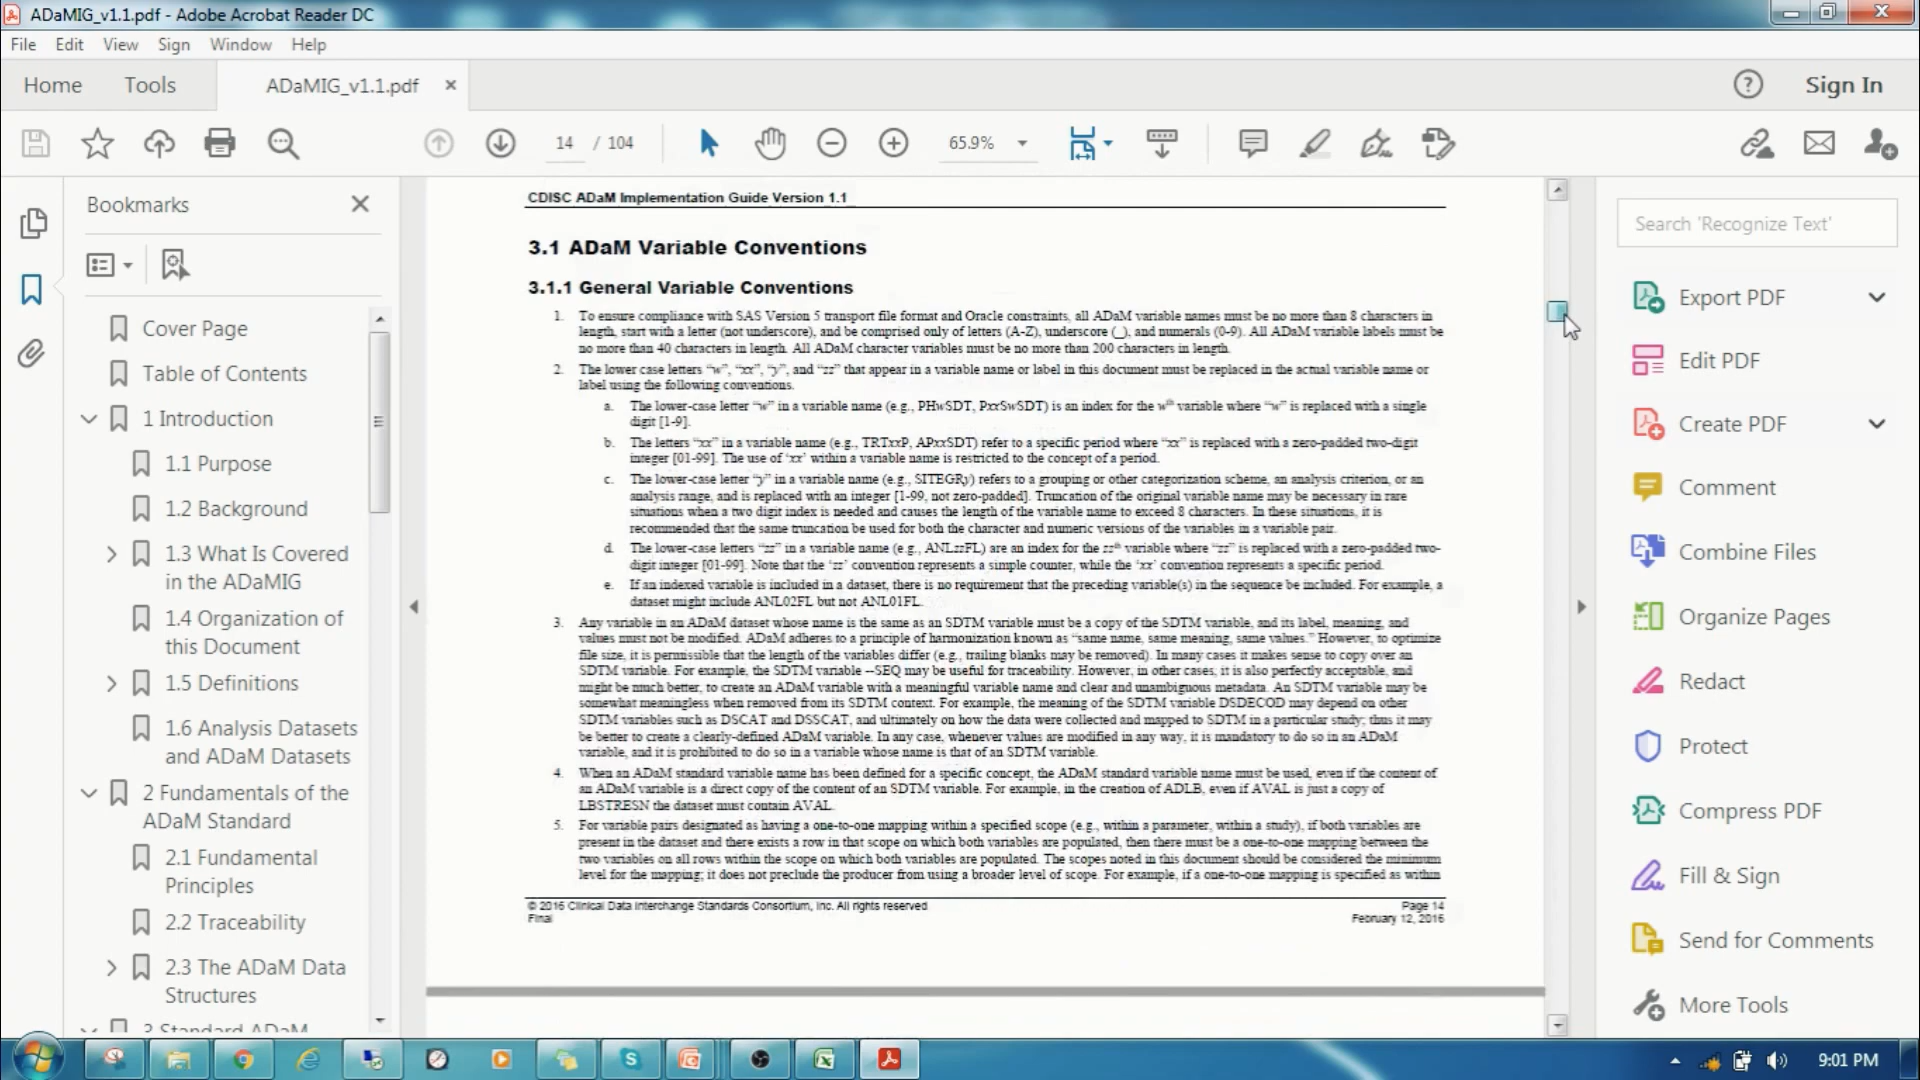 ADaMIG_v1.1.pdf - Adobe Acrobat Reader DC
File Edit View Sign Window Help
Home Tools ADaMIG_v1.1.pdf × Sign In
14 / 104 65.9%
Bookmarks
Cover Page
Table of Contents
1 Introduction
1.1 Purpose
1.2 Background
1.3 What Is Covered
in the ADaMIG
1.4 Organization of
this Document
1.5 Definitions
1.6 Analysis Datasets
and ADaM Datasets
2 Fundamentals of the
ADaM Standard
2.1 Fundamental
Principles
2.2 Traceability
2.3 The ADaM Data
Structures
3 Standard ADaM
CDISC ADaM Implementation Guide Version 1.1
3.1 ADaM Variable Conventions
3.1.1 General Variable Conventions
1. To ensure compliance with SAS Version 5 transport file format and Oracle constraints, all ADaM variable names must be no more than 8 characters in
length, start with a letter (not underscore), and be comprised only of letters (A-Z), underscore (_), and numerals (0-9). All ADaM variable labels must be
no more than 40 characters in length. All ADaM character variables must be no more than 200 characters in length.
2. The lower case letters “w”, “xx”, “y”, and “zz” that appear in a variable name or label in this document must be replaced in the actual variable name or
label using the following conventions.
a. The lower-case letter “w” in a variable name (e.g., PHwSDT, PxxSwSDT) is an index for the wth variable where “w” is replaced with a single
digit [1-9].
b. The letters “xx” in a variable name (e.g., TRTxxP, APxxSDT) refer to a specific period where “xx” is replaced with a zero-padded two-digit
integer [01-99]. The use of ‘xx’ within a variable name is restricted to the concept of a period.
c. The lower-case letter “y” in a variable name (e.g., SITEGRy) refers to a grouping or other categorization scheme, an analysis criterion, or an
analysis range, and is replaced with an integer [1-99, not zero-padded]. Truncation of the original variable name may be necessary in rare
situations when a two digit index is needed and causes the length of the variable name to exceed 8 characters. In these situations, it is
recommended that the same truncation be used for both the character and numeric versions of the variables in a variable pair.
d. The lower-case letters “zz” in a variable name (e.g., ANLzzFL) are an index for the zzth variable where “zz” is replaced with a zero-padded two-
digit integer [01-99]. Note that the ‘zz’ convention represents a simple counter, while the ‘xx’ convention represents a specific period.
e. If an indexed variable is included in a dataset, there is no requirement that the preceding variable(s) in the sequence be included. For example, a
dataset might include ANL02FL but not ANL01FL.
3. Any variable in an ADaM dataset whose name is the same as an SDTM variable must be a copy of the SDTM variable, and its label, meaning, and
values must not be modified. ADaM adheres to a principle of harmonization known as “same name, same meaning, same values.” However, to optimize
file size, it is permissible that the length of the variables differ (e.g., trailing blanks may be removed). In many cases it makes sense to copy over an
SDTM variable. For example, the SDTM variable --SEQ may be useful for traceability. However, in other cases, it is also perfectly acceptable, and
might be much better, to create an ADaM variable with a meaningful variable name and clear and unambiguous metadata. An SDTM variable may be
somewhat meaningless when removed from its SDTM context. For example, the meaning of the SDTM variable DSDECOD may depend on other
SDTM variables such as DSCAT and DSSCAT, and ultimately on how the data were collected and mapped to SDTM in a particular study; thus it may
be better to create a clearly-defined ADaM variable. In any case, whenever values are modified in any way, it is mandatory to do so in an ADaM
variable, and it is prohibited to do so in a variable whose name is that of an SDTM variable.
4. When an ADaM standard variable name has been defined for a specific concept, the ADaM standard variable name must be used, even if the content of
an ADaM variable is a direct copy of the content of an SDTM variable. For example, in the creation of ADLB, even if AVAL is just a copy of
LBSTRESN the dataset must contain AVAL.
5. For variable pairs designated as having a one-to-one mapping within a specified scope (e.g., within a parameter, within a study), if both variables are
present in the dataset and there exists a row in that scope on which both variables are populated, then there must be a one-to-one mapping between the
two variables on all rows within the scope on which both variables are populated. The scopes noted in this document should be considered the minimum
level for the mapping; it does not preclude the producer from using a broader level of scope. For example, if a one-to-one mapping is specified as within
© 2016 Clinical Data Interchange Standards Consortium, Inc. All rights reserved Page 14
Final February 12, 2016
Search 'Recognize Text'
Export PDF
Edit PDF
Create PDF
Comment
Combine Files
Organize Pages
Redact
Protect
Compress PDF
Fill & Sign
Send for Comments
More Tools
9:01 PM